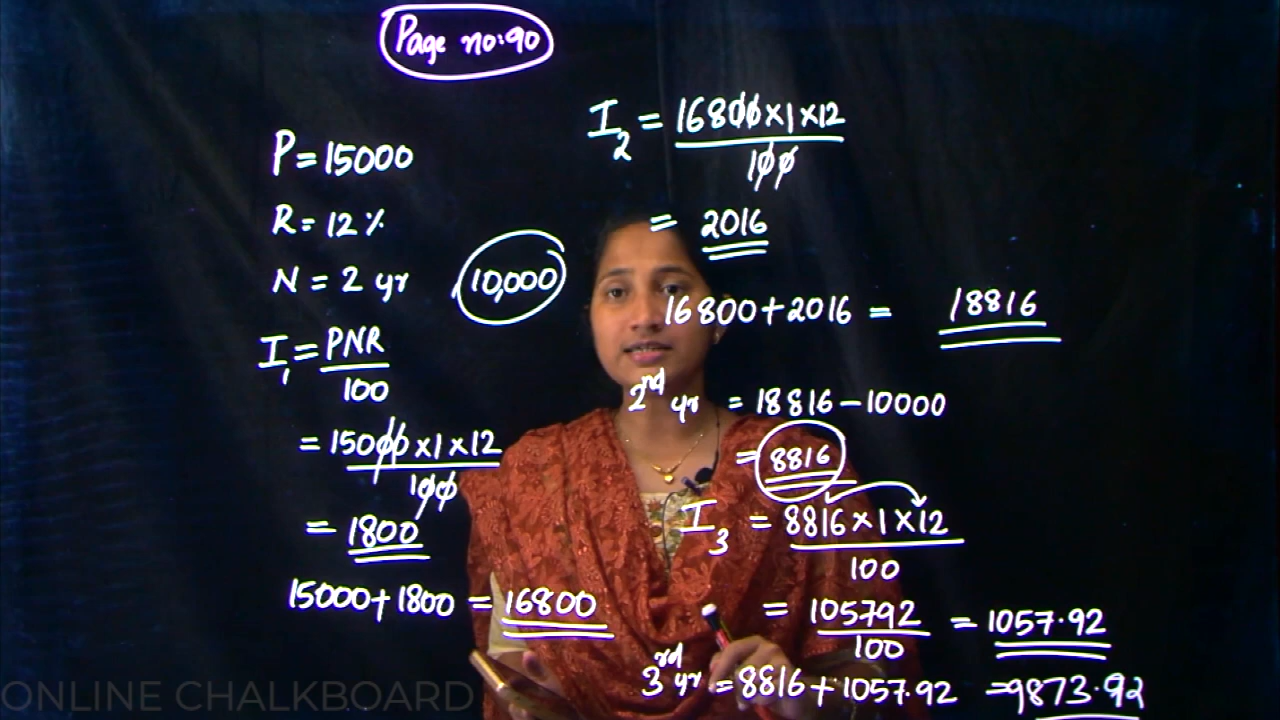 Page no:90
P = 15000
R = 12 %
N = 2 yr
10,000
I₁ = PNR
100
= 15000 x 1 x 12
100
= 1800
15000 + 1800 = 16800
I₂ = 16800 x 1 x 12
100
= 2016
16800 + 2016 = 18816
2nd yr = 18816 - 10000
= 8816
I₃ = 8816 x 1 x 12
100
= 105792 = 1057.92
100
3rd yr = 8816 + 1057.92 = 9873.92
ONLINE CHALKBOARD